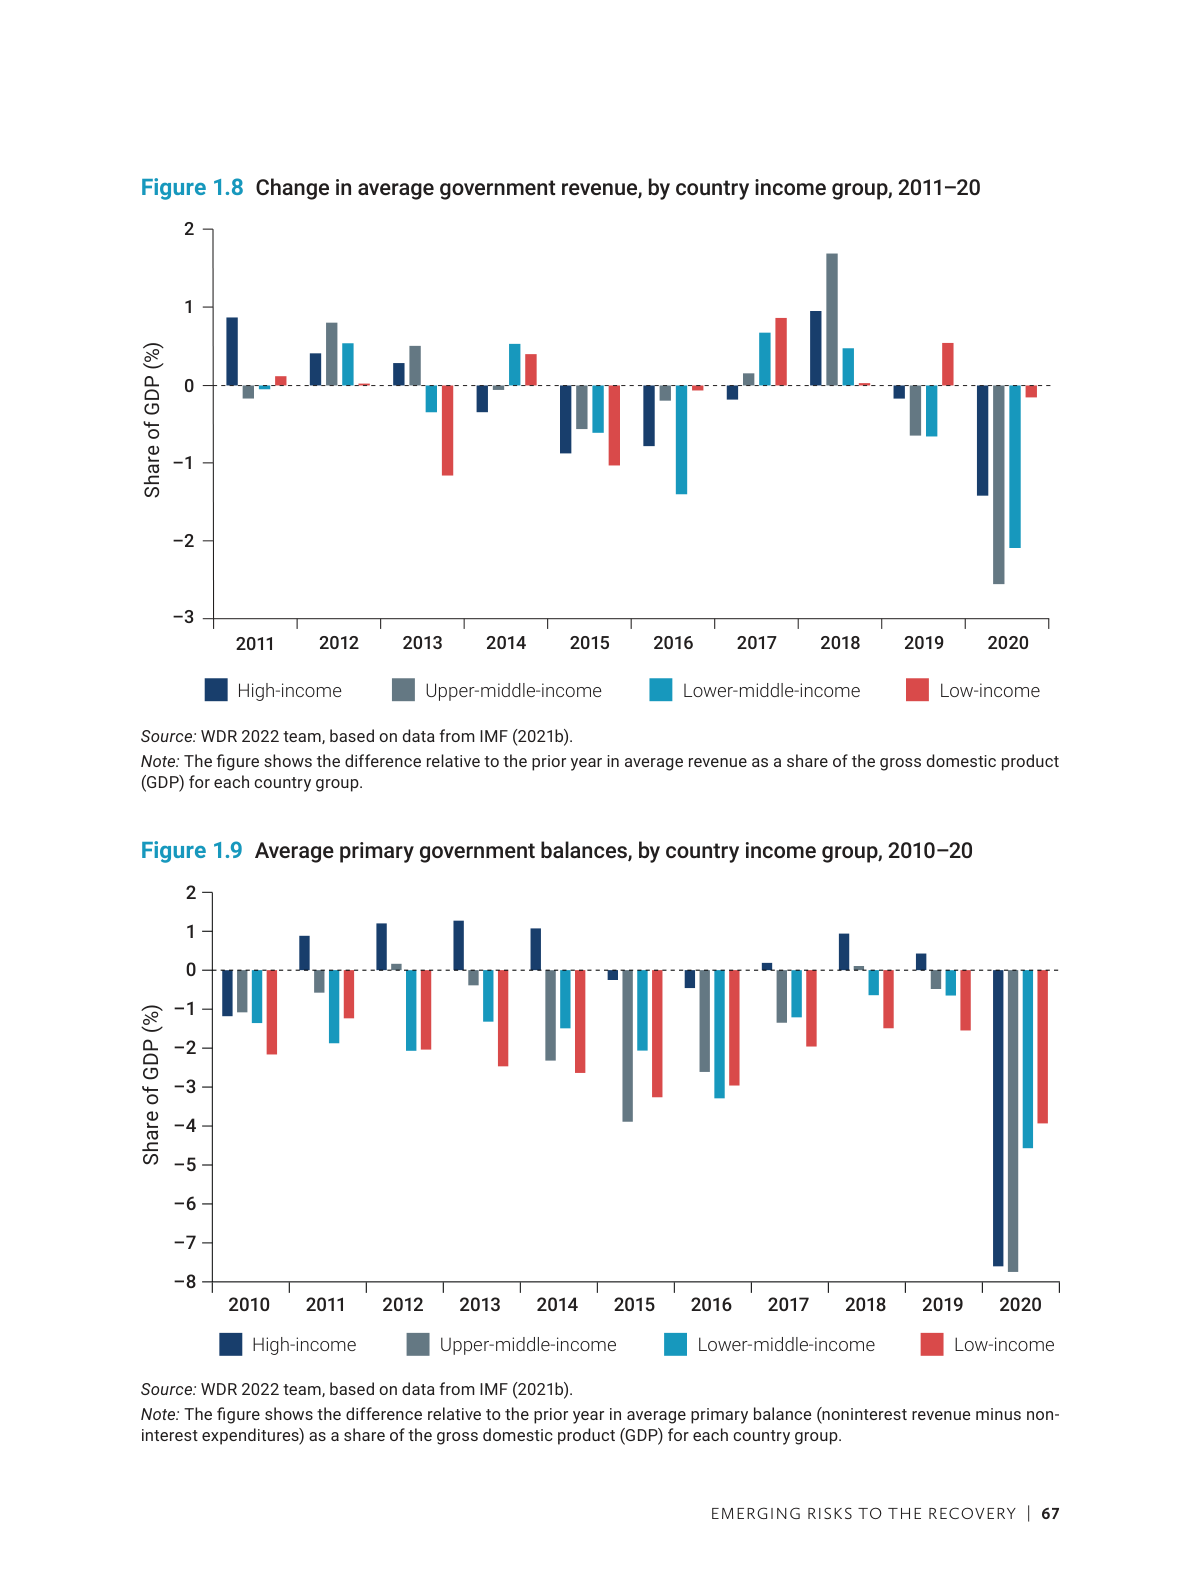 Figure 1.8 Change in average government revenue, by country income group, 2011–20
2
1
0
−1
−2
−3
Share of GDP (%)
2011 2012 2013 2014 2015 2016 2017 2018 2019 2020
High-income Upper-middle-income Lower-middle-income Low-income
Source: WDR 2022 team, based on data from IMF (2021b).
Note: The figure shows the difference relative to the prior year in average revenue as a share of the gross domestic product
(GDP) for each country group.
Figure 1.9 Average primary government balances, by country income group, 2010–20
2
1
0
−1
−2
−3
−4
−5
−6
−7
−8
Share of GDP (%)
2010 2011 2012 2013 2014 2015 2016 2017 2018 2019 2020
High-income Upper-middle-income Lower-middle-income Low-income
Source: WDR 2022 team, based on data from IMF (2021b).
Note: The figure shows the difference relative to the prior year in average primary balance (noninterest revenue minus non-
interest expenditures) as a share of the gross domestic product (GDP) for each country group.
EMERGING RISKS TO THE RECOVERY | 67